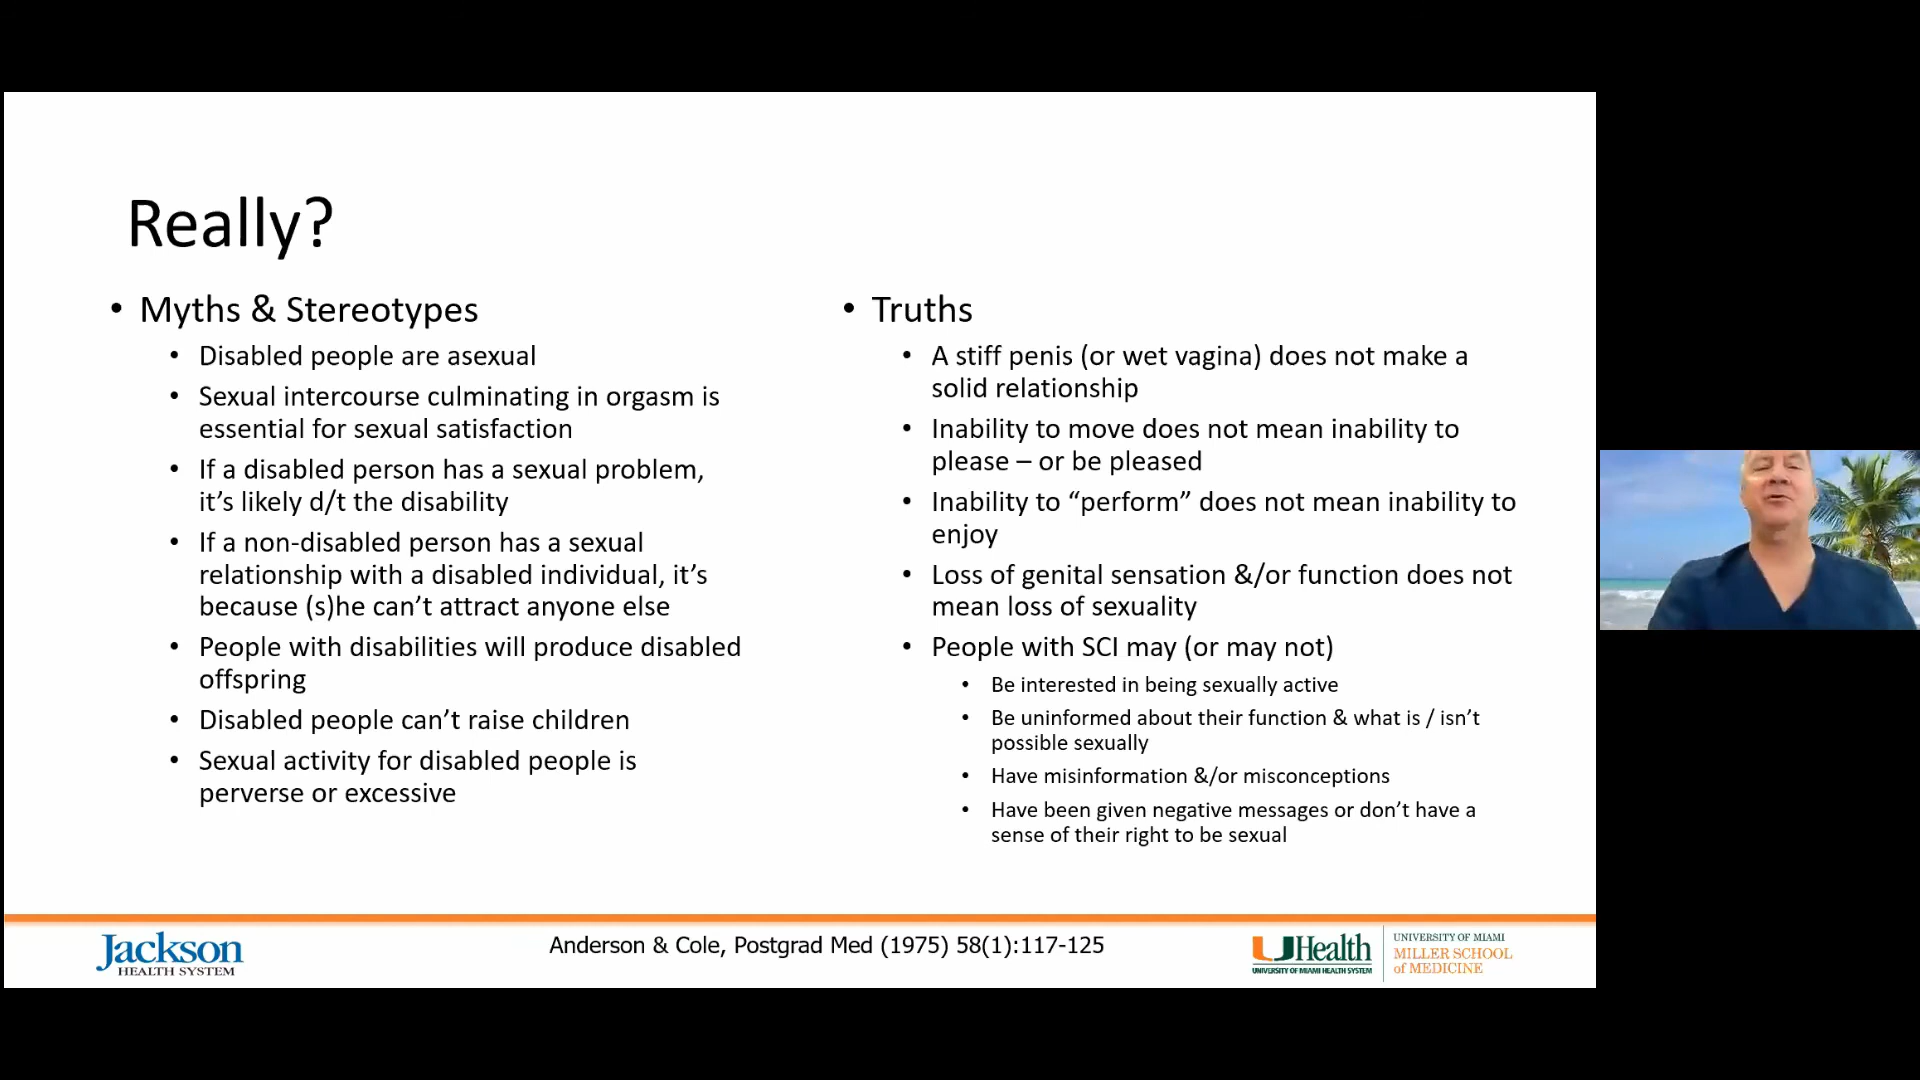 Really?
• Myths & Stereotypes
• Disabled people are asexual
• Sexual intercourse culminating in orgasm is
essential for sexual satisfaction
• If a disabled person has a sexual problem,
it’s likely d/t the disability
• If a non-disabled person has a sexual
relationship with a disabled individual, it’s
because (s)he can’t attract anyone else
• People with disabilities will produce disabled
offspring
• Disabled people can’t raise children
• Sexual activity for disabled people is
perverse or excessive
• Truths
• A stiff penis (or wet vagina) does not make a
solid relationship
• Inability to move does not mean inability to
please – or be pleased
• Inability to “perform” does not mean inability to
enjoy
• Loss of genital sensation &/or function does not
mean loss of sexuality
• People with SCI may (or may not)
• Be interested in being sexually active
• Be uninformed about their function & what is / isn’t
possible sexually
• Have misinformation &/or misconceptions
• Have been given negative messages or don’t have a
sense of their right to be sexual
Jackson
HEALTH SYSTEM
Anderson & Cole, Postgrad Med (1975) 58(1):117-125
UHealth
UNIVERSITY OF MIAMI HEALTH SYSTEM
UNIVERSITY OF MIAMI
MILLER SCHOOL
of MEDICINE